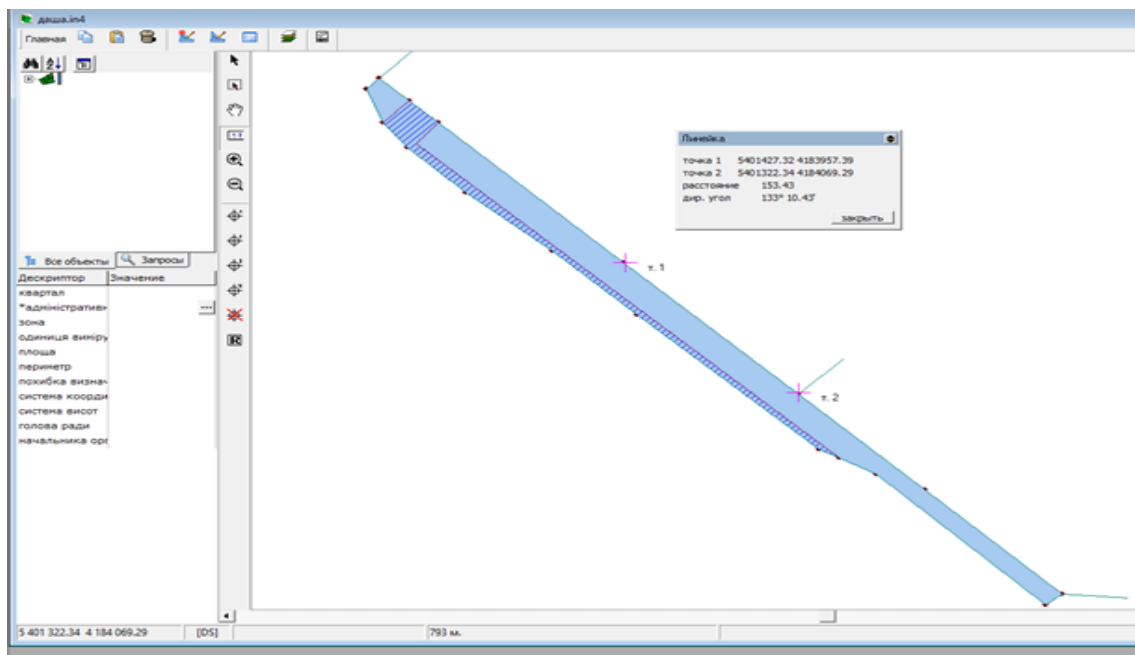 даша.in4
Главная
Все объекты Запросы
Дескриптор Значение
квартал
*адміністративн
...
зона
одиниця виміру
площа
периметр
похибка визнач
система коорди
система висот
голова ради
начальника орг
Линейка
точка 1 5401427.32 4183957.39
точка 2 5401322.34 4184069.29
расстояние 153.43
дир. угол 133° 10.43'
закрыть
т. 1
т. 2
5 401 322.34 4 184 069.29 [DS] 793 м.